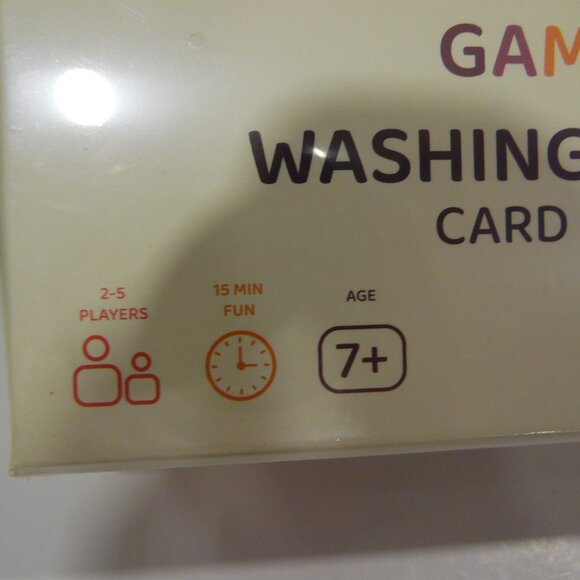 GAM
WASHING
CARD
2-5
PLAYERS
15 MIN
FUN
AGE
7+